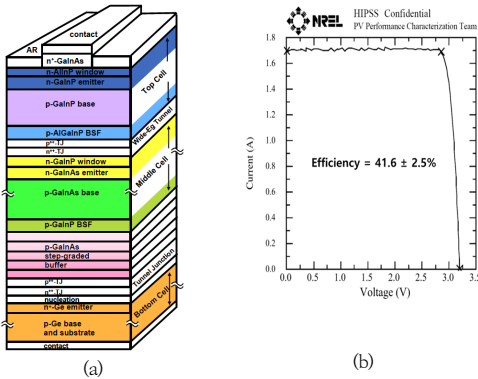 contact
AR
n⁺-GaInAs
n-AlInP window
n-GaInP emitter
p-GaInP base
p-AlGaInP BSF
p⁺⁺-TJ
n⁺⁺-TJ
n-GaInP window
n-GaInAs emitter
p-GaInAs base
p-GaInP BSF
p-GaInAs
step-graded
buffer
p⁺⁺-TJ
n⁺⁺-TJ
nucleation
n⁺-Ge emitter
p-Ge base
and substrate
contact
Top Cell
Wide-Eg Tunnel
Middle Cell
Tunnel Junction
Bottom Cell
(a)
NREL
HIPSS Confidential
PV Performance Characterization Team
Current (A)
1.8
1.6
1.4
1.2
1.0
0.8
0.6
0.4
0.2
0.0
Efficiency = 41.6 ± 2.5%
0.0 0.5 1.0 1.5 2.0 2.5 3.0 3.5
Voltage (V)
(b)